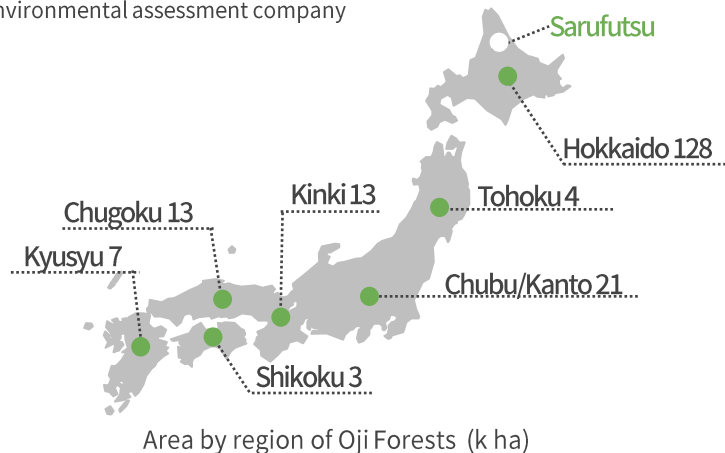 nvironmental assessment company
Sarufutsu
Hokkaido 128
Kinki 13
Tohoku 4
Chugoku 13
Kyusyu 7
Chubu/Kanto 21
Shikoku 3
Area by region of Oji Forests (k ha)